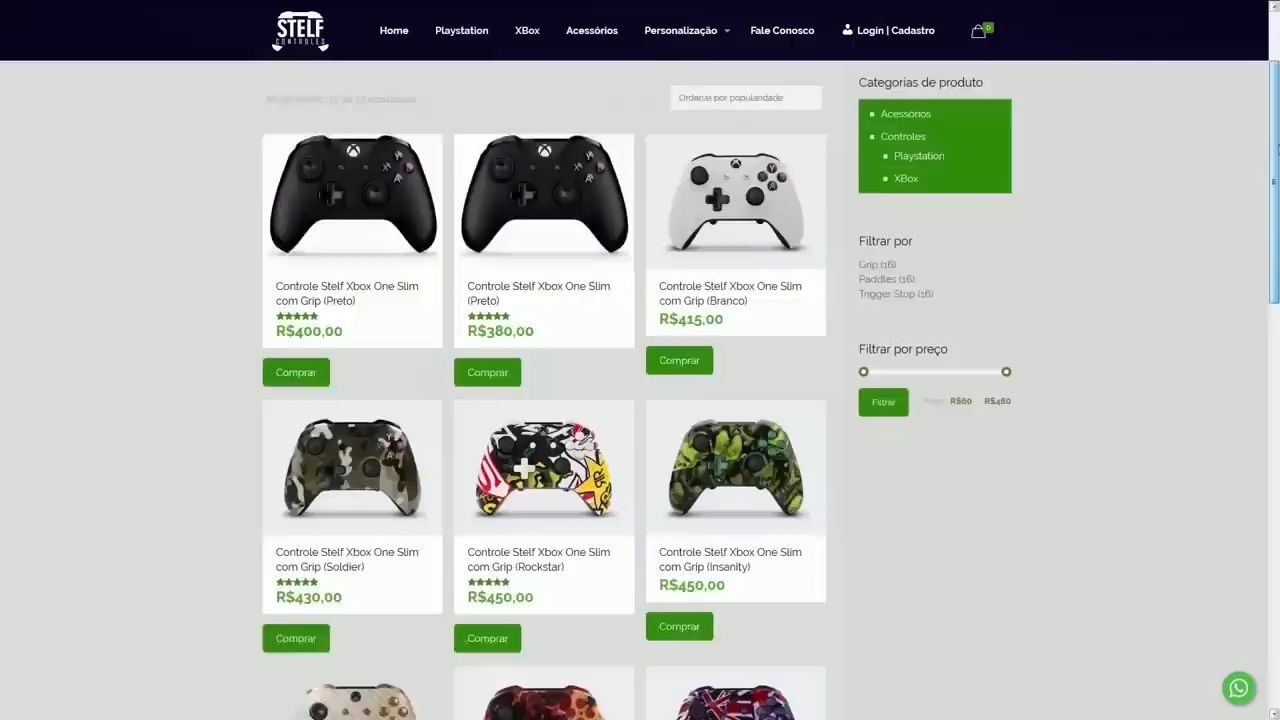 STELF
CONTROLES
Home
Playstation
XBox
Acessórios
Personalização
Fale Conosco
Login | Cadastro
0
Ordenar por popularidade
Controle Stelf Xbox One Slim
com Grip (Preto)
R$400,00
Comprar
Controle Stelf Xbox One Slim
(Preto)
R$380,00
Comprar
Controle Stelf Xbox One Slim
com Grip (Branco)
R$415,00
Comprar
Controle Stelf Xbox One Slim
com Grip (Soldier)
R$430,00
Comprar
Controle Stelf Xbox One Slim
com Grip (Rockstar)
R$450,00
Comprar
Controle Stelf Xbox One Slim
com Grip (Insanity)
R$450,00
Comprar
Categorias de produto
Acessórios
Controles
Playstation
XBox
Filtrar por
Grip (16)
Paddles (16)
Trigger Stop (16)
Filtrar por preço
Filtrar
R$60
R$460